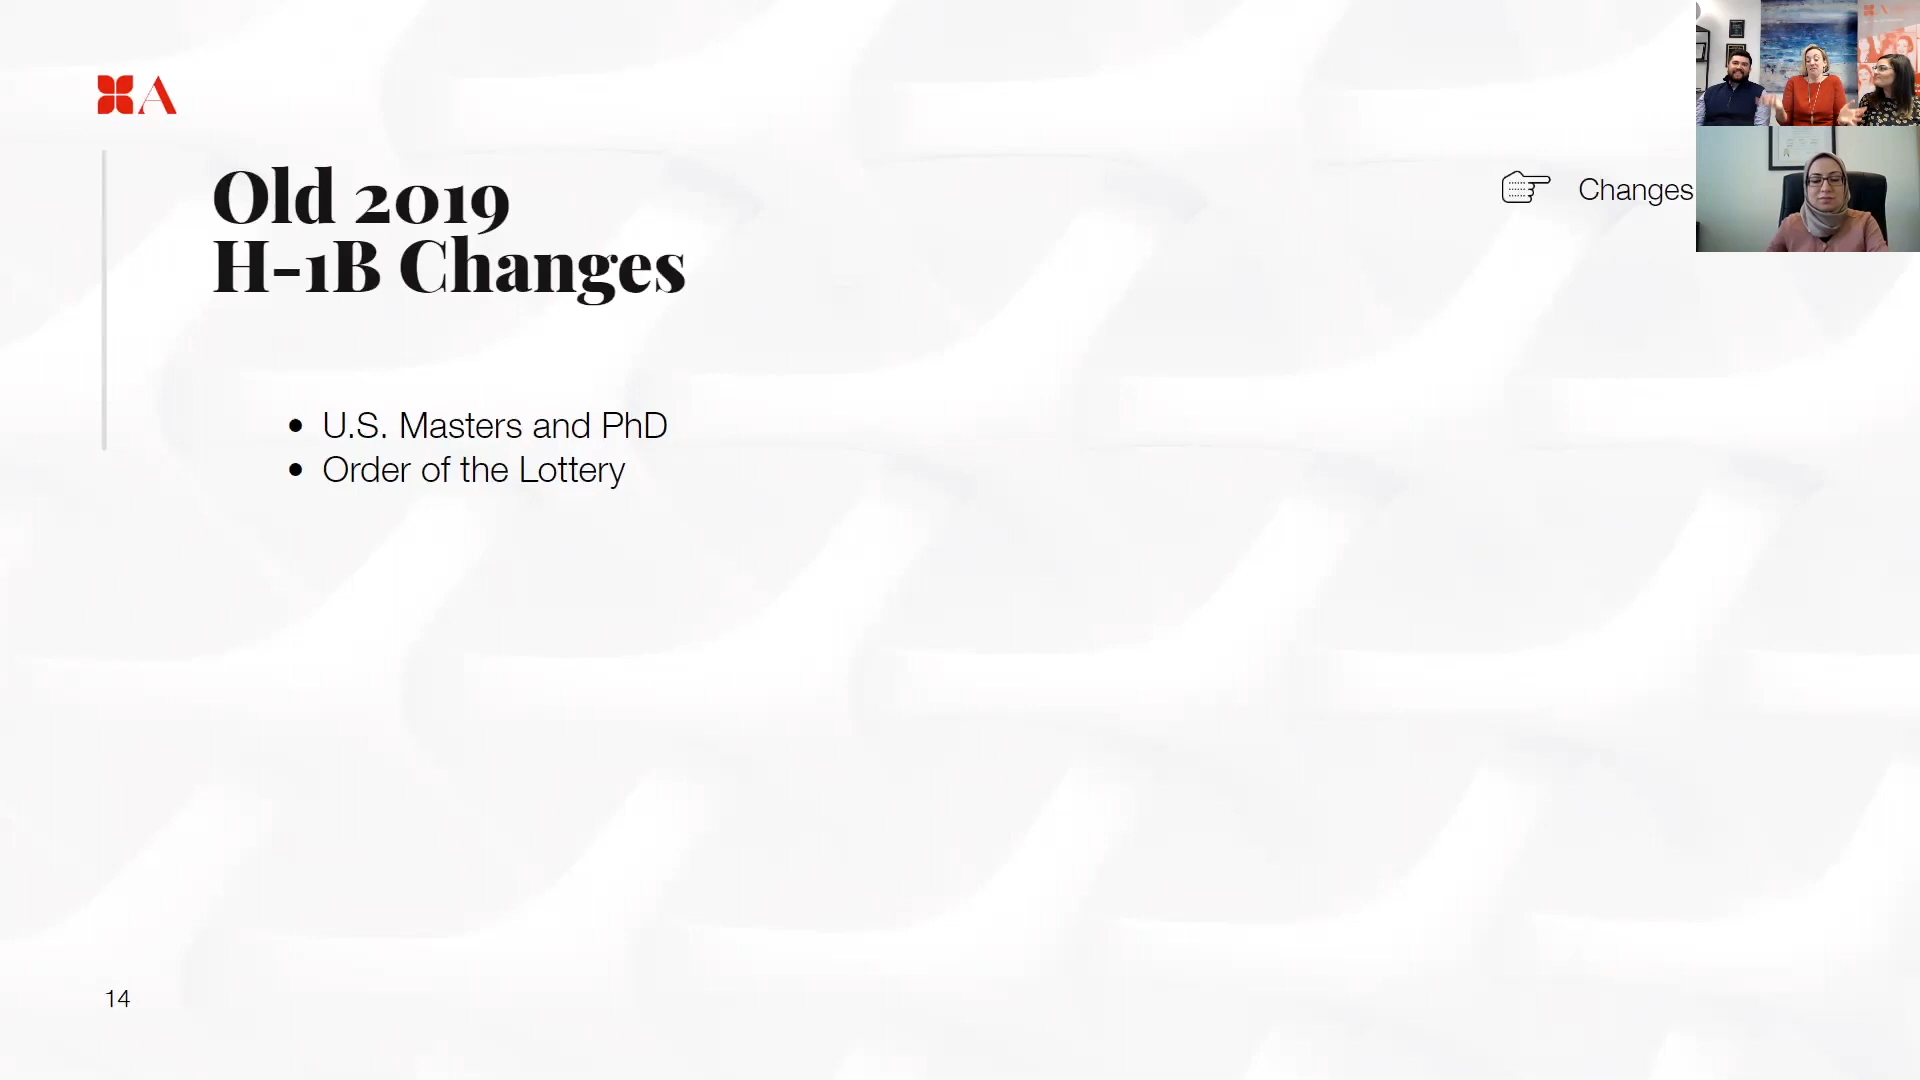 A
Old 2019
H-1B Changes
Changes
• U.S. Masters and PhD
• Order of the Lottery
14